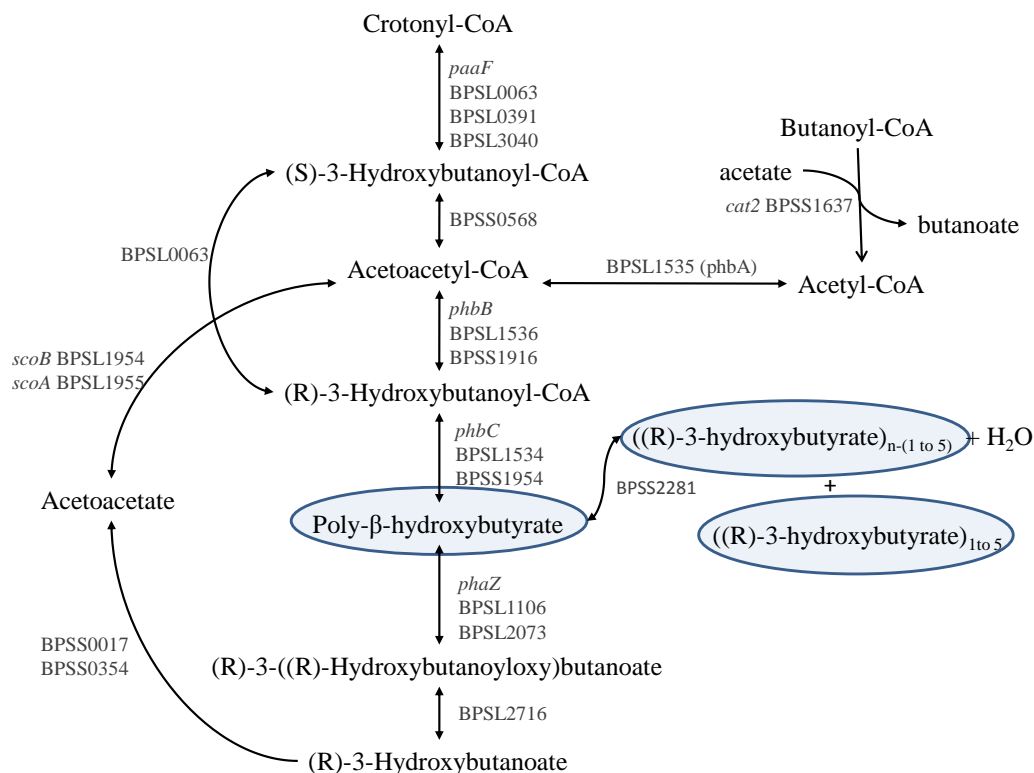 Crotonyl-CoA
paaF
BPSL0063
BPSL0391
BPSL3040
Butanoyl-CoA
acetate
cat2 BPSS1637
butanoate
(S)-3-Hydroxybutanoyl-CoA
BPSS0568
BPSL0063
Acetoacetyl-CoA
BPSL1535 (phbA)
Acetyl-CoA
phbB
BPSL1536
BPSS1916
scoB BPSL1954
scoA BPSL1955
(R)-3-Hydroxybutanoyl-CoA
phbC
BPSL1534
BPSS1954
((R)-3-hydroxybutyrate)n-(1 to 5) + H2O
BPSS2281
+
Acetoacetate
Poly-β-hydroxybutyrate
((R)-3-hydroxybutyrate)1to 5
phaZ
BPSL1106
BPSL2073
BPSS0017
BPSS0354
(R)-3-((R)-Hydroxybutanoyloxy)butanoate
BPSL2716
(R)-3-Hydroxybutanoate